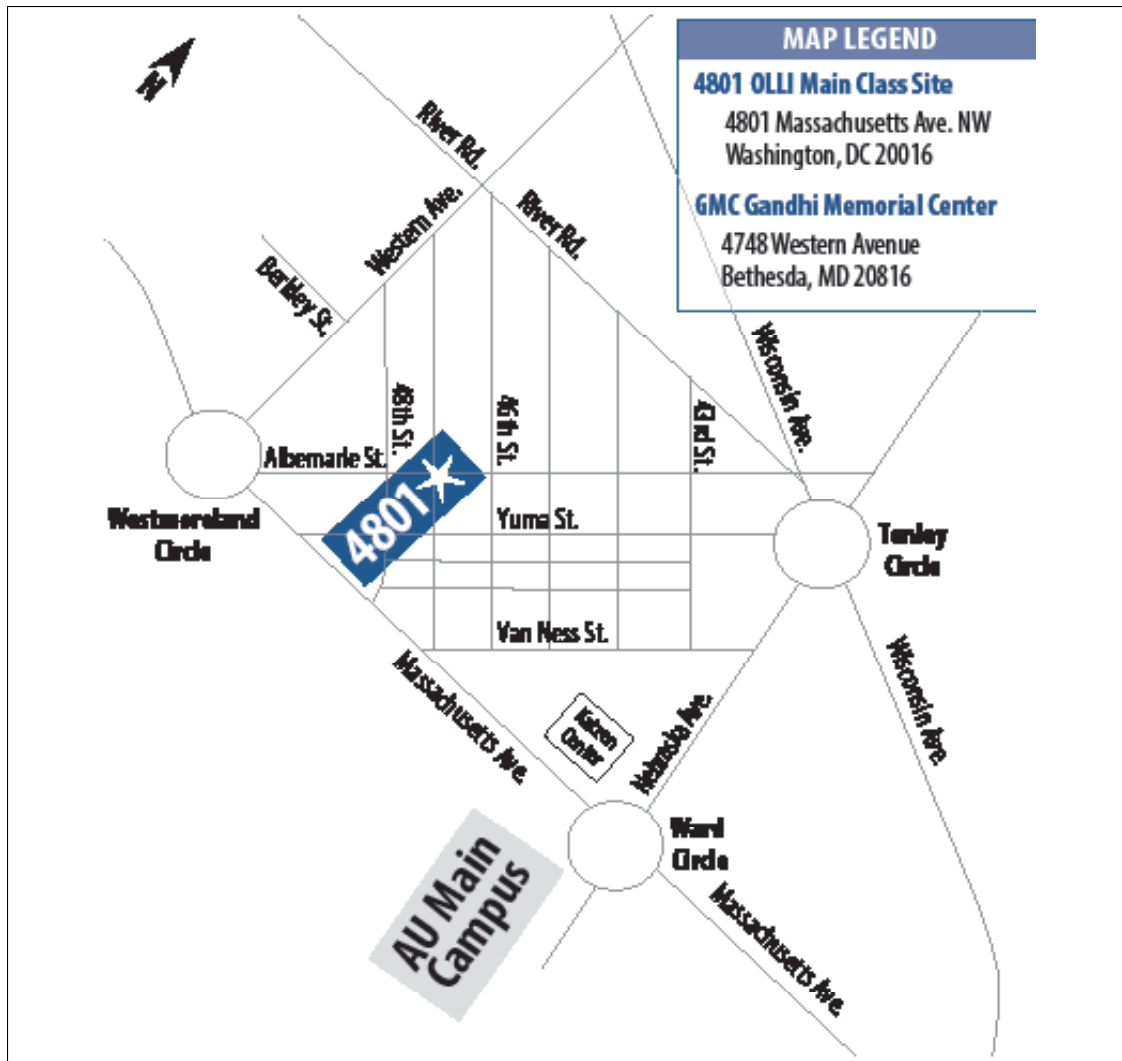 N
MAP LEGEND
4801 OLLI Main Class Site
4801 Massachusetts Ave. NW
Washington, DC 20016
GMC Gandhi Memorial Center
4748 Western Avenue
Bethesda, MD 20816
River Rd.
Western Ave.
River Rd.
Berkley St.
Wisconsin Ave.
48th St.
46th St.
43rd St.
Albemarle St.
4801
Westmoreland
Circle
Yuma St.
Tenley
Circle
Van Ness St.
Massachusetts Ave.
Katzen
Center
Nebraska Ave.
Wisconsin Ave.
Ward
Circle
AU Main
Campus
Massachusetts Ave.